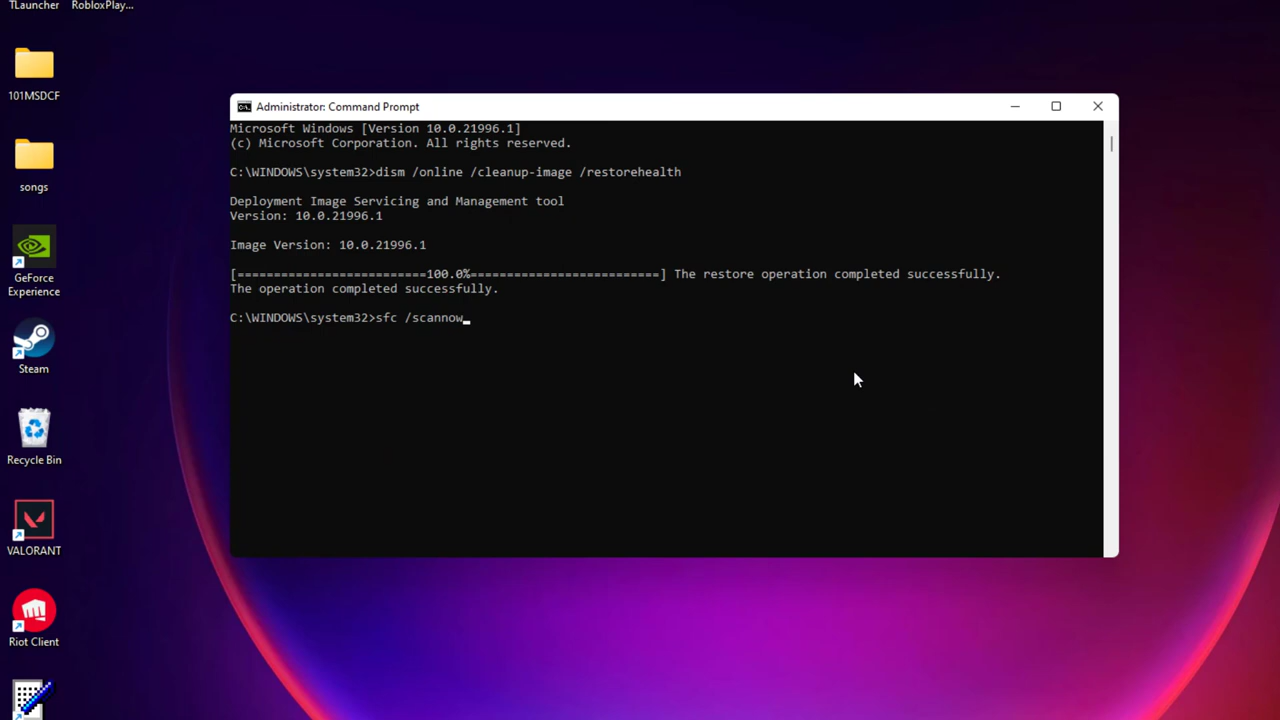 TLauncher
RobloxPlay...
101MSDCF
songs
GeForce
Experience
Steam
Recycle Bin
VALORANT
Riot Client
Administrator: Command Prompt
Microsoft Windows [Version 10.0.21996.1]
(c) Microsoft Corporation. All rights reserved.
C:\WINDOWS\system32>dism /online /cleanup-image /restorehealth
Deployment Image Servicing and Management tool
Version: 10.0.21996.1
Image Version: 10.0.21996.1
[==========================100.0%==========================] The restore operation completed successfully.
The operation completed successfully.
C:\WINDOWS\system32>sfc /scannow